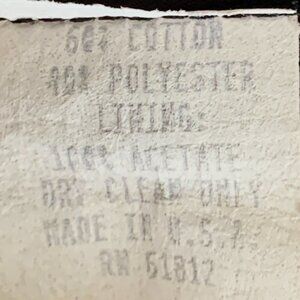 60% COTTON
40% POLYESTER
LINING:
100% ACETATE
DRY CLEAN ONLY
MADE IN U.S.A.
RN 61812